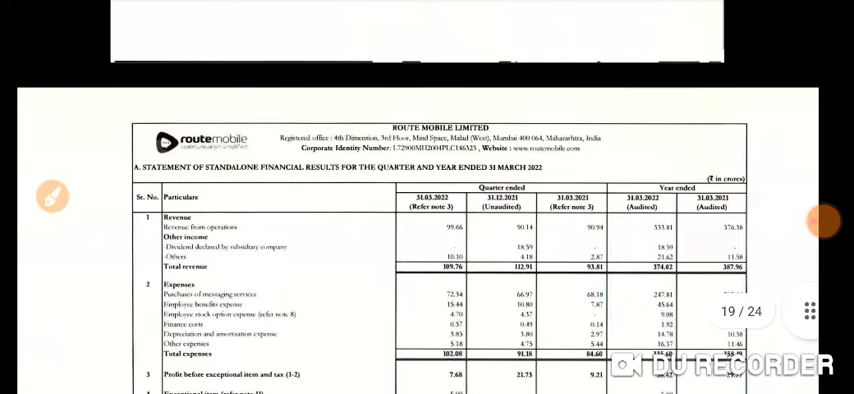 ROUTE MOBILE LIMITED
routemobile
communication simplified
Registered office : 4th Dimension, 3rd Floor, Mind Space, Malad (West), Mumbai 400 064, Maharashtra, India
Corporate Identity Number: L72900MH2004PLC146323, Website : www.routemobile.com
A. STATEMENT OF STANDALONE FINANCIAL RESULTS FOR THE QUARTER AND YEAR ENDED 31 MARCH 2022
(₹ in crores)
Quarter ended Year ended
Sr. No. Particulars 31.03.2022 31.12.2021 31.03.2021 31.03.2022 31.03.2021
(Refer note 3) (Unaudited) (Refer note 3) (Audited) (Audited)
1 Revenue
Revenue from operations 99.66 90.14 90.94 333.81 376.38
Other income
-Dividend declared by subsidiary company - 18.59 - 18.59 -
-Others 10.10 4.18 2.87 21.62 11.58
Total revenue 109.76 112.91 93.81 374.02 387.96
2 Expenses
Purchases of messaging services 72.34 66.97 68.18 247.81
Employee benefits expense 15.44 10.80 7.87 45.64
Employee stock option expense (refer note 8) 4.70 4.37 - 9.08
Finance costs 0.57 0.49 0.14 1.92
Depreciation and amortisation expense 3.85 3.80 2.97 14.78 10.38
Other expenses 5.18 4.75 5.44 16.37 11.46
Total expenses 102.08 91.18 84.60
3 Profit before exceptional item and tax (1-2) 7.68 21.73 9.21
19 / 24
DU RECORDER